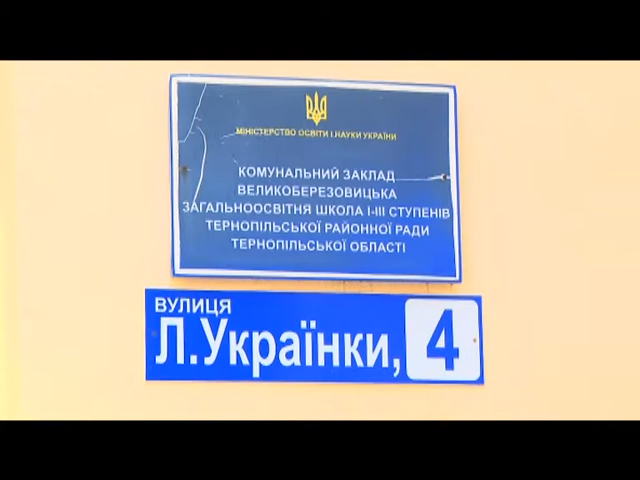 МІНІСТЕРСТВО ОСВІТИ І НАУКИ УКРАЇНИ
КОМУНАЛЬНИЙ ЗАКЛАД
ВЕЛИКОБЕРЕЗОВИЦЬКА
ЗАГАЛЬНООСВІТНЯ ШКОЛА І-ІІІ СТУПЕНІВ
ТЕРНОПІЛЬСЬКОЇ РАЙОННОЇ РАДИ
ТЕРНОПІЛЬСЬКОЇ ОБЛАСТІ
ВУЛИЦЯ
Л.Українки, 4